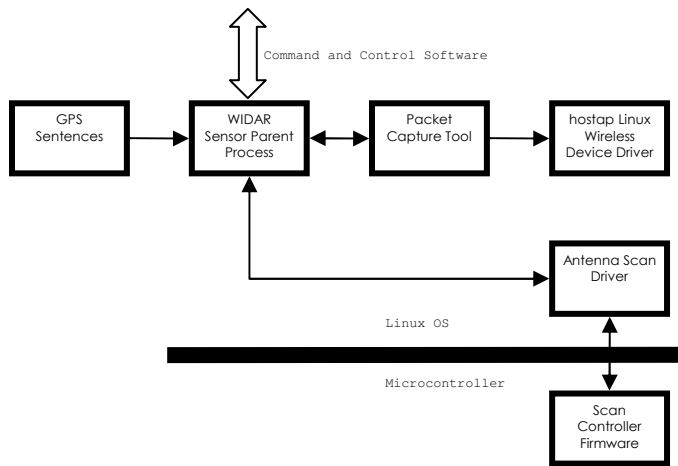 Command and Control Software
GPS
Sentences
WIDAR
Sensor Parent
Process
Packet
Capture Tool
hostap Linux
Wireless
Device Driver
Antenna Scan
Driver
Linux OS
Microcontroller
Scan
Controller
Firmware